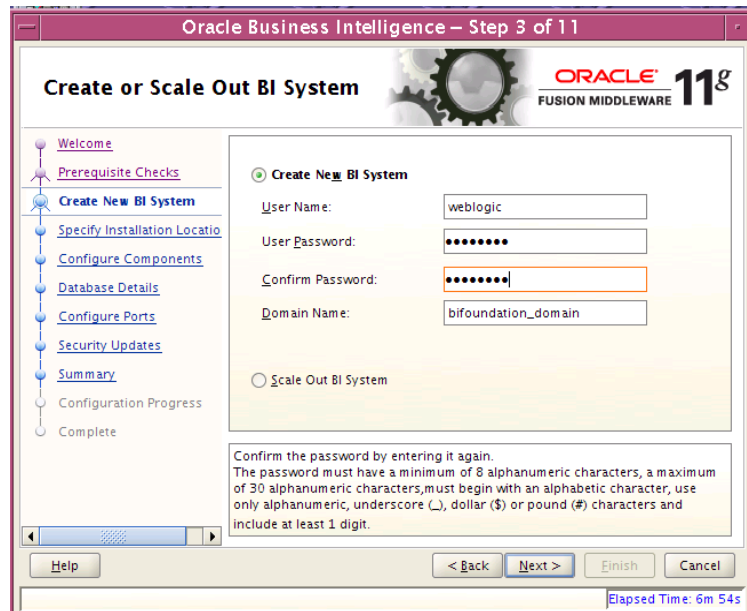 Oracle Business Intelligence – Step 3 of 11
Create or Scale Out BI System
ORACLE®
FUSION MIDDLEWARE 11g
Welcome
Prerequisite Checks
Create New BI System
Specify Installation Locatio
Configure Components
Database Details
Configure Ports
Security Updates
Summary
Configuration Progress
Complete
Create New BI System
User Name: weblogic
User Password: ●●●●●●●●
Confirm Password: ●●●●●●●●
Domain Name: bifoundation_domain
Scale Out BI System
Confirm the password by entering it again.
The password must have a minimum of 8 alphanumeric characters, a maximum
of 30 alphanumeric characters,must begin with an alphabetic character, use
only alphanumeric, underscore (_), dollar ($) or pound (#) characters and
include at least 1 digit.
Help
< Back
Next >
Finish
Cancel
Elapsed Time: 6m 54s